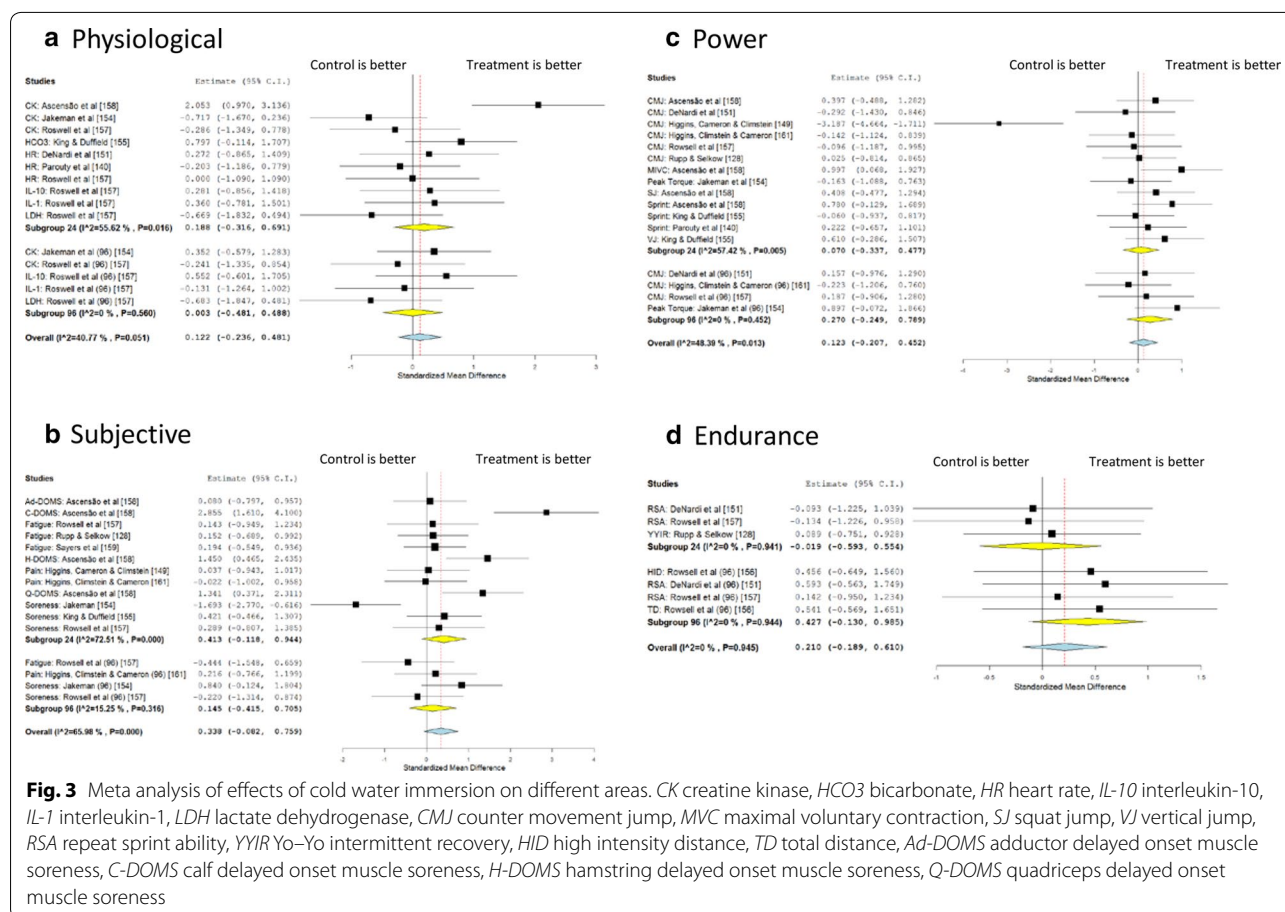 a Physiological
Control is better Treatment is better
Studies Estimate (95% C.I.)
CK: Ascensão et al [158] 2.053 (0.970, 3.136)
CK: Jakeman et al [154] -0.717 (-1.670, 0.236)
CK: Roswell et al [157] -0.286 (-1.349, 0.778)
HCO3: King & Duffield [155] 0.797 (-0.114, 1.707)
HR: DeNardi et al [151] 0.272 (-0.865, 1.409)
HR: Parouty et al [140] -0.203 (-1.186, 0.779)
HR: Roswell et al [157] 0.000 (-1.090, 1.090)
IL-10: Roswell et al [157] 0.281 (-0.856, 1.418)
IL-1: Roswell et al [157] 0.360 (-0.781, 1.501)
LDH: Roswell et al [157] -0.669 (-1.832, 0.494)
Subgroup 24 (I^2=55.62 % , P=0.016) 0.188 (-0.316, 0.691)
CK: Jakeman et al (96) [154] 0.352 (-0.579, 1.283)
CK: Roswell et al (96) [157] -0.241 (-1.335, 0.854)
IL-10: Roswell et al (96) [157] 0.552 (-0.601, 1.705)
IL-1: Roswell et al (96) [157] -0.131 (-1.264, 1.002)
LDH: Roswell et al (96) [157] -0.683 (-1.847, 0.481)
Subgroup 96 (I^2=0 % , P=0.560) 0.003 (-0.481, 0.488)
Overall (I^2=40.77 % , P=0.051) 0.122 (-0.236, 0.481)
-1 0 1 2 3
Standardized Mean Difference
c Power
Control is better Treatment is better
Studies Estimate (95% C.I.)
CMJ: Ascensão et al [158] 0.397 (-0.488, 1.282)
CMJ: DeNardi et al [151] -0.292 (-1.430, 0.846)
CMJ: Higgins, Cameron & Climstein [149] -3.187 (-4.664, -1.711)
CMJ: Higgins, Climstein & Cameron [161] -0.142 (-1.124, 0.839)
CMJ: Rowsell et al [157] -0.096 (-1.187, 0.995)
CMJ: Rupp & Selkow [128] 0.025 (-0.814, 0.865)
MIVC: Ascensão et al [158] 0.997 (0.068, 1.927)
Peak Torque: Jakeman et al [154] -0.163 (-1.088, 0.763)
SJ: Ascensão et al [158] 0.408 (-0.477, 1.294)
Sprint: Ascensão et al [158] 0.780 (-0.129, 1.689)
Sprint: King & Duffield [155] -0.060 (-0.937, 0.817)
Sprint: Parouty et al [140] 0.222 (-0.657, 1.101)
VJ: King & Duffield [155] 0.610 (-0.286, 1.507)
Subgroup 24 (I^2=57.42 % , P=0.005) 0.070 (-0.337, 0.477)
CMJ: DeNardi et al (96) [151] 0.157 (-0.976, 1.290)
CMJ: Higgins, Climstein & Cameron (96) [161] -0.223 (-1.206, 0.760)
CMJ: Rowsell et al (96) [157] 0.187 (-0.906, 1.280)
Peak Torque: Jakeman et al (96) [154] 0.897 (-0.072, 1.866)
Subgroup 96 (I^2=0 % , P=0.452) 0.270 (-0.249, 0.789)
Overall (I^2=48.39 % , P=0.013) 0.123 (-0.207, 0.452)
-4 -3 -2 -1 0 1
Standardized Mean Difference
b Subjective
Control is better Treatment is better
Studies Estimate (95% C.I.)
Ad-DOMS: Ascensão et al [158] 0.080 (-0.797, 0.957)
C-DOMS: Ascensão et al [158] 2.855 (1.610, 4.100)
Fatigue: Rowsell et al [157] 0.143 (-0.949, 1.234)
Fatigue: Rupp & Selkow [128] 0.152 (-0.689, 0.992)
Fatigue: Sayers et al [159] 0.194 (-0.549, 0.936)
H-DOMS: Ascensão et al [158] 1.450 (0.465, 2.435)
Pain: Higgins, Cameron & Climstein [149] 0.037 (-0.943, 1.017)
Pain: Higgins, Climstein & Cameron [161] -0.022 (-1.002, 0.958)
Q-DOMS: Ascensão et al [158] 1.341 (0.371, 2.311)
Soreness: Jakeman [154] -1.693 (-2.770, -0.616)
Soreness: King & Duffield [155] 0.421 (-0.466, 1.307)
Soreness: Rowsell et al [157] 0.289 (-0.807, 1.385)
Subgroup 24 (I^2=72.51 % , P=0.000) 0.413 (-0.118, 0.944)
Fatigue: Rowsell et al (96) [157] -0.444 (-1.548, 0.659)
Pain: Higgins, Climstein & Cameron (96) [161] 0.216 (-0.766, 1.199)
Soreness: Jakeman (96) [154] 0.840 (-0.124, 1.804)
Soreness: Rowsell et al (96) [157] -0.220 (-1.314, 0.874)
Subgroup 96 (I^2=15.25 % , P=0.316) 0.145 (-0.415, 0.705)
Overall (I^2=65.98 % , P=0.000) 0.338 (-0.082, 0.759)
-2 -1 0 1 2 3 4
Standardized Mean Difference
d Endurance
Control is better Treatment is better
Studies Estimate (95% C.I.)
RSA: DeNardi et al [151] -0.093 (-1.225, 1.039)
RSA: Rowsell et al [157] -0.134 (-1.226, 0.958)
YYIR: Rupp & Selkow [128] 0.089 (-0.751, 0.928)
Subgroup 24 (I^2=0 % , P=0.941) -0.019 (-0.593, 0.554)
HID: Rowsell et al (96) [156] 0.456 (-0.649, 1.560)
RSA: DeNardi et al (96) [151] 0.593 (-0.563, 1.749)
RSA: Rowsell et al (96) [157] 0.142 (-0.950, 1.234)
TD: Rowsell et al (96) [156] 0.541 (-0.569, 1.651)
Subgroup 96 (I^2=0 % , P=0.944) 0.427 (-0.130, 0.985)
Overall (I^2=0 % , P=0.945) 0.210 (-0.189, 0.610)
-1 -0.5 0 0.5 1 1.5
Standardized Mean Difference
Fig. 3 Meta analysis of effects of cold water immersion on different areas. CK creatine kinase, HCO3 bicarbonate, HR heart rate, IL-10 interleukin-10,
IL-1 interleukin-1, LDH lactate dehydrogenase, CMJ counter movement jump, MVC maximal voluntary contraction, SJ squat jump, VJ vertical jump,
RSA repeat sprint ability, YYIR Yo–Yo intermittent recovery, HID high intensity distance, TD total distance, Ad-DOMS adductor delayed onset muscle
soreness, C-DOMS calf delayed onset muscle soreness, H-DOMS hamstring delayed onset muscle soreness, Q-DOMS quadriceps delayed onset
muscle soreness